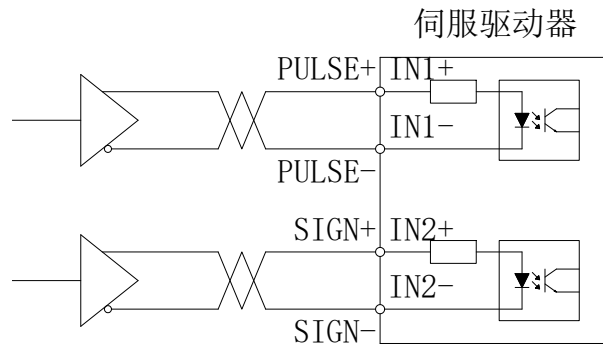 伺服驱动器
PULSE+ IN1+
IN1-
PULSE-
SIGN+ IN2+
IN2-
SIGN-